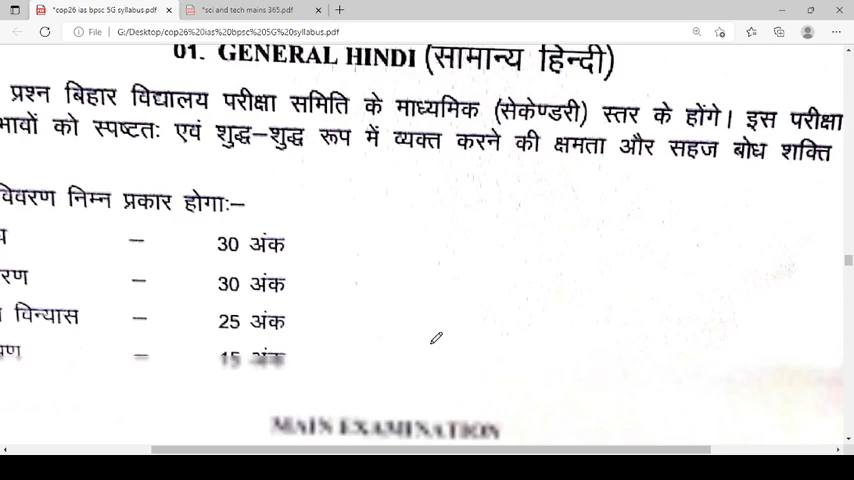 *cop26 ias bpsc 5G syllabus.pdf
*sci and tech mains 365.pdf
File G:/Desktop/cop26%20ias%20bpsc%205G%20syllabus.pdf
01. GENERAL HINDI (सामान्य हिन्दी)
प्रश्न बिहार विद्यालय परीक्षा समिति के माध्यमिक (सेकेण्डरी) स्तर के होंगे। इस परीक्षा
भावों को स्पष्टतः एवं शुद्ध–शुद्ध रूप में व्यक्त करने की क्षमता और सहज बोध शक्ति
विवरण निम्न प्रकार होगाः–
– 30 अंक
रण – 30 अंक
विन्यास – 25 अंक
– 15 अंक
MAIN EXAMINATION